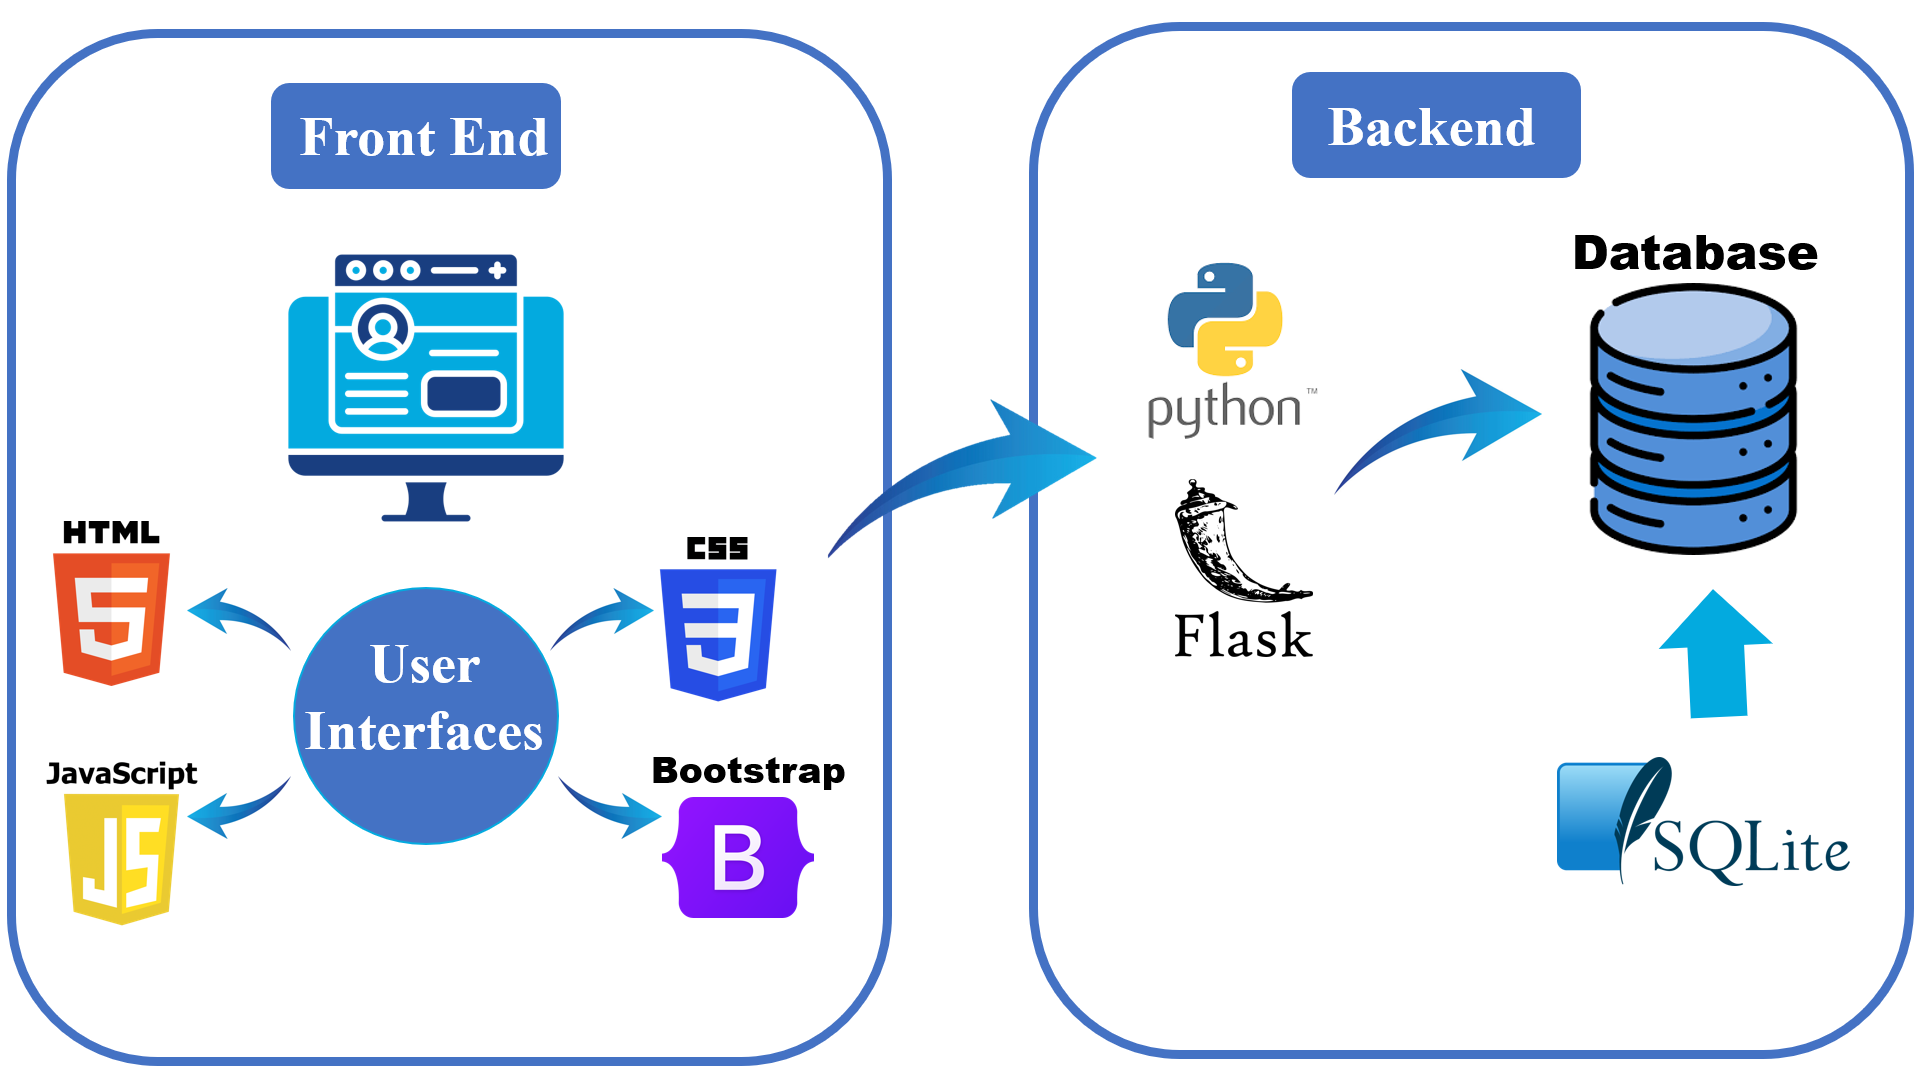 Front End
HTML
5
CSS
3
User
Interfaces
JavaScript
JS
Bootstrap
B
Backend
python™
Flask
Database
SQLite